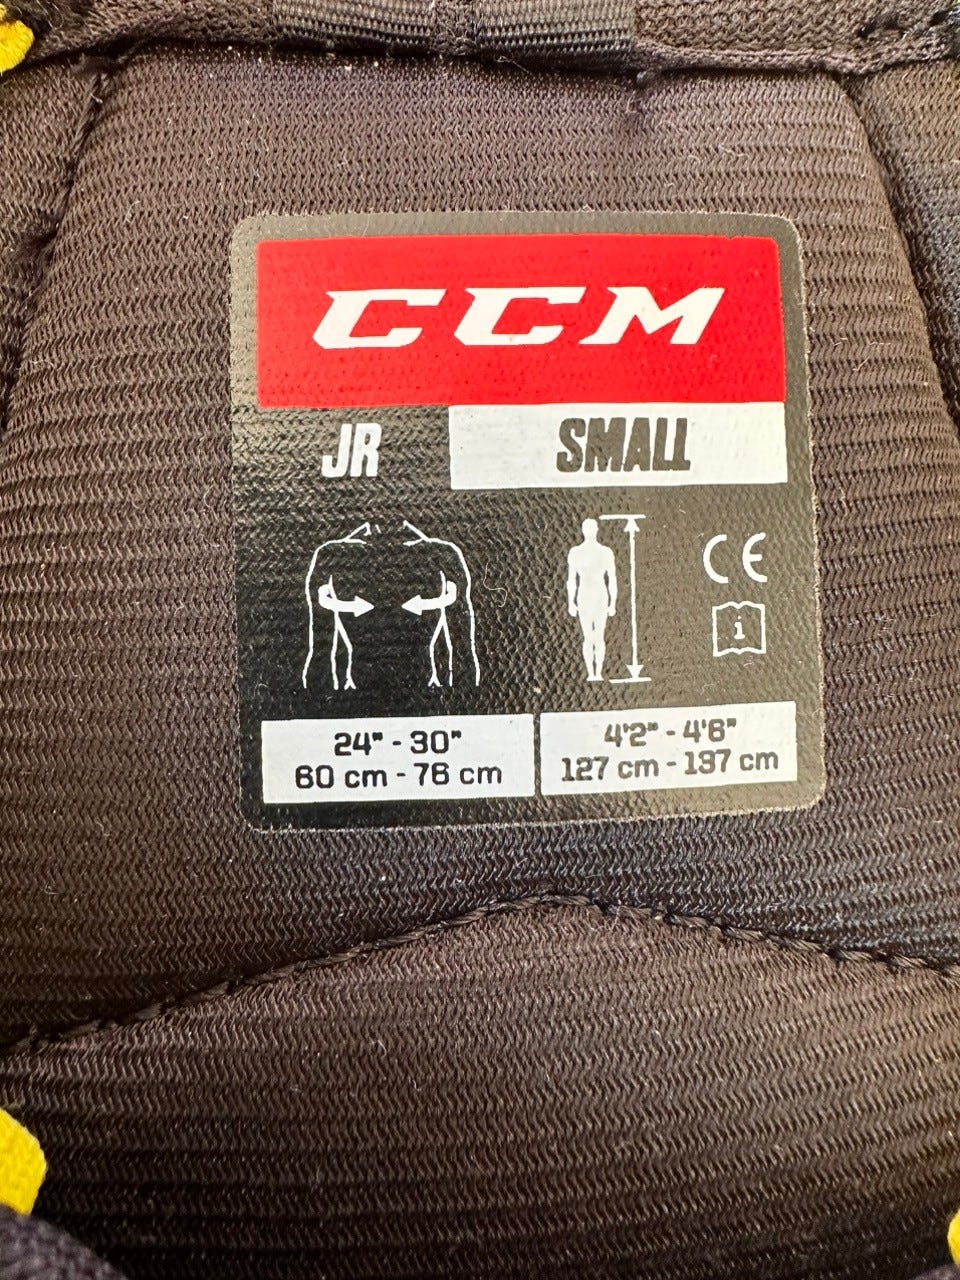 CCM
JR SMALL
CE
i
24" - 30"
60 cm - 76 cm
4'2" - 4'6"
127 cm - 137 cm